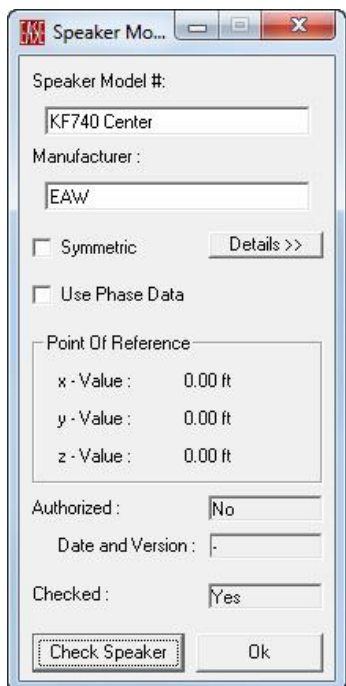 EASE Speaker Mo...
Speaker Model #:
KF740 Center
Manufacturer :
EAW
Symmetric
Details >>
Use Phase Data
Point Of Reference
x - Value : 0.00 ft
y - Value : 0.00 ft
z - Value : 0.00 ft
Authorized : No
Date and Version : -
Checked : Yes
Check Speaker Ok